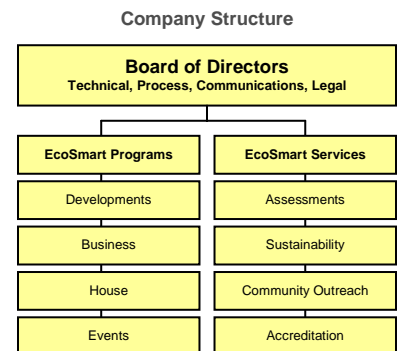 Company Structure
Board of Directors
Technical, Process, Communications, Legal
EcoSmart Programs
EcoSmart Services
Developments
Assessments
Business
Sustainability
House
Community Outreach
Events
Accreditation